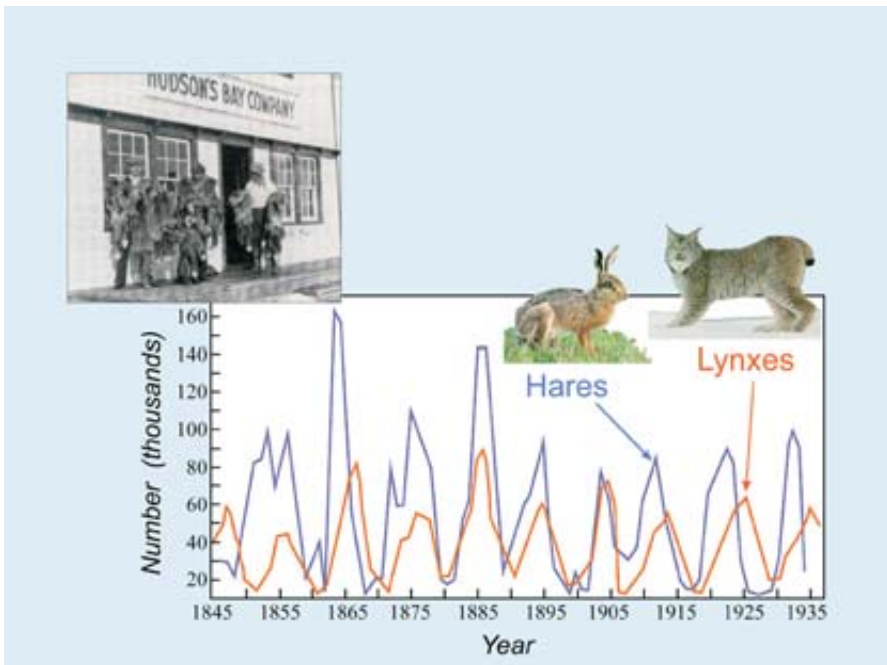 HUDSON'S BAY COMPANY
160
140
120
100
80
60
40
20
Number (thousands)
Hares
Lynxes
1845 1855 1865 1875 1885 1895 1905 1915 1925 1935
Year